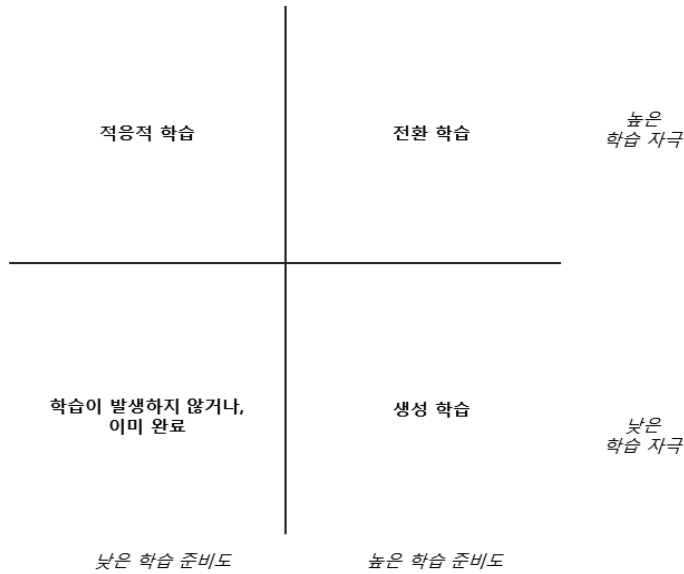 적응적 학습
전환 학습
높은
학습 자극
학습이 발생하지 않거나,
이미 완료
생성 학습
낮은
학습 자극
낮은 학습 준비도
높은 학습 준비도